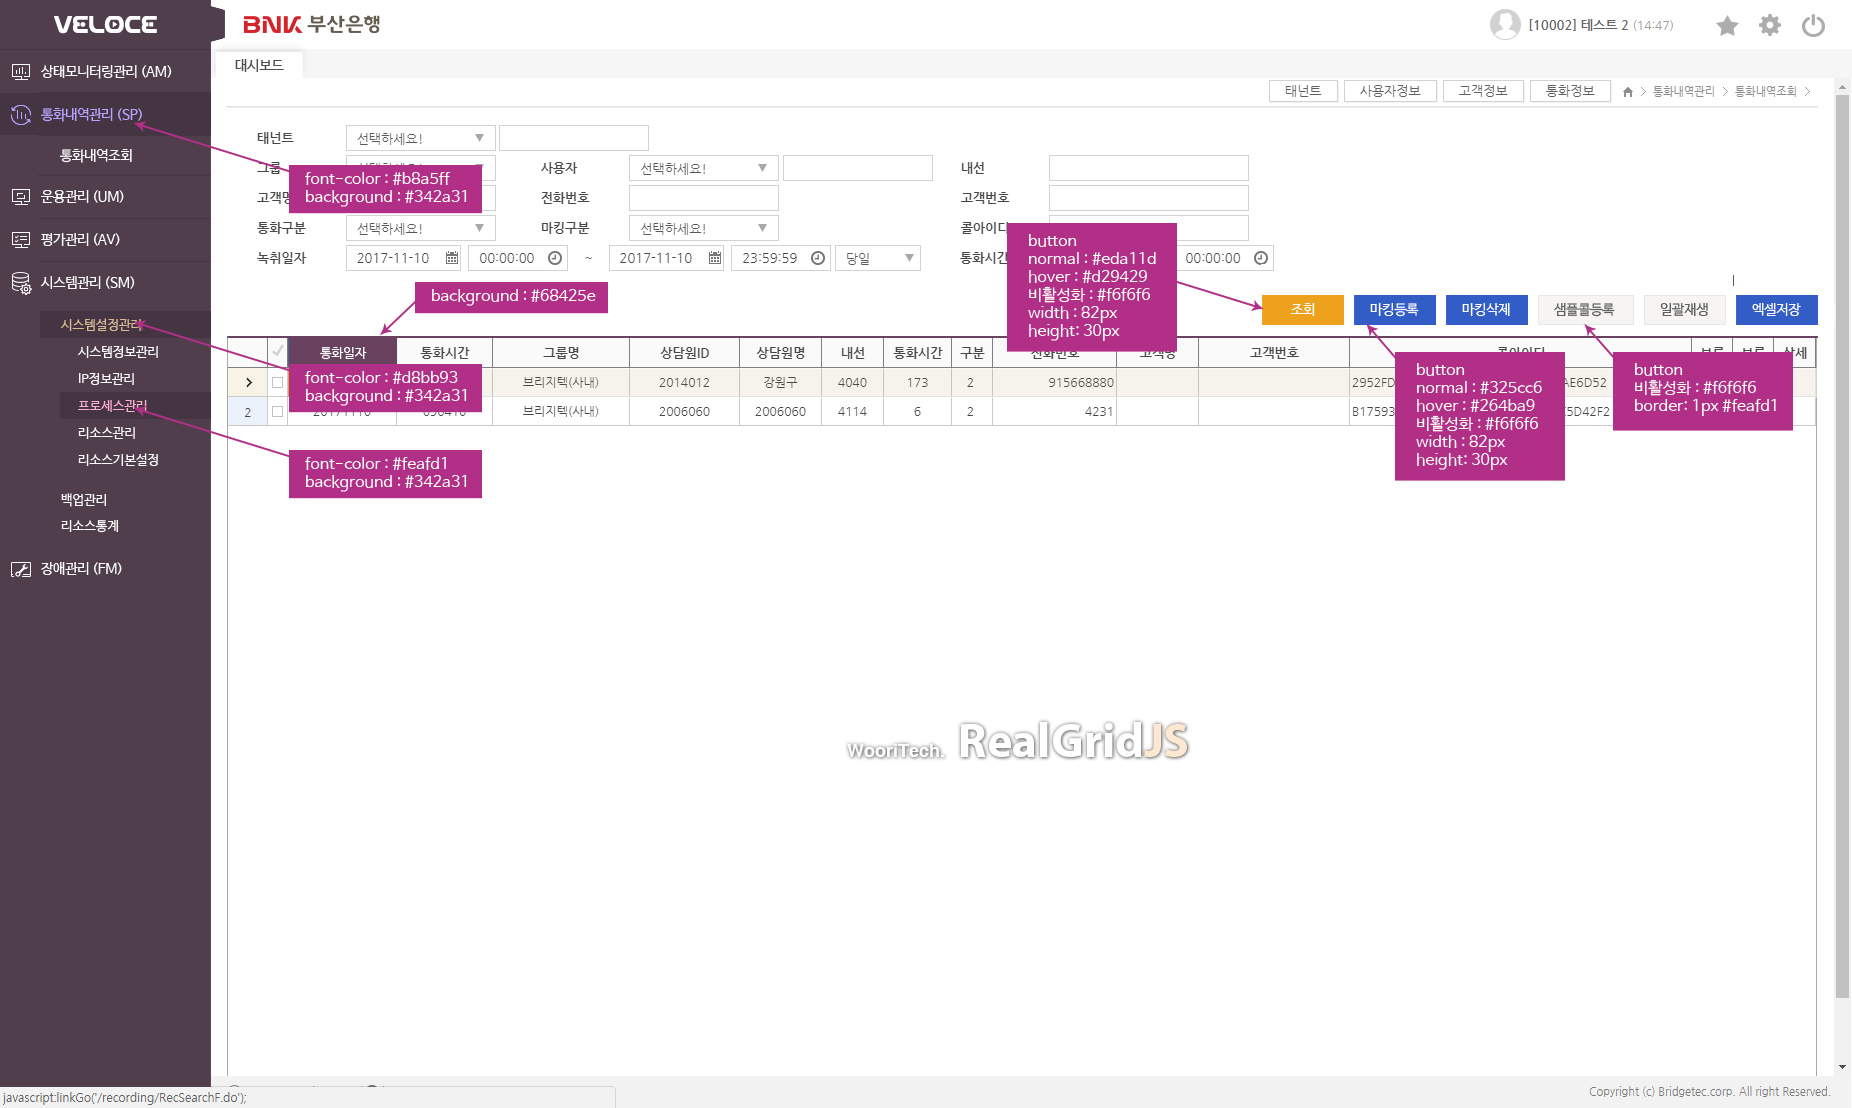 VELOCE
BNK 부산은행
[10002] 테스트 2 (14:47)
상태모니터링관리 (AM)
통화내역관리 (SP)
통화내역조회
운용관리 (UM)
평가관리 (AV)
시스템관리 (SM)
시스템설정관리
시스템정보관리
IP정보관리
프로세스관리
리소스관리
리소스기본설정
백업관리
리소스통계
장애관리 (FM)
대시보드
태넌트 사용자정보 고객정보 통화정보 통화내역관리 통화내역조회
태넌트 선택하세요!
그룹 사용자 선택하세요! 내선
전화번호 고객번호
통화구분 선택하세요! 마킹구분 선택하세요! 콜아이디
녹취일자 2017-11-10 00:00:00 ~ 2017-11-10 23:59:59 당일 통화시간 00:00:00
font-color : #b8a5ff
background : #342a31
background : #68425e
font-color : #d8bb93
background : #342a31
font-color : #feafd1
background : #342a31
button
normal : #eda11d
hover : #d29429
비활성화 : #f6f6f6
width : 82px
height: 30px
조회 마킹등록 마킹삭제 샘플콜등록 일괄재생 엑셀저장
button
normal : #325cc6
hover : #264ba9
비활성화 : #f6f6f6
width : 82px
height: 30px
button
비활성화 : #f6f6f6
border: 1px #feafd1
통화일자 통화시간 그룹명 상담원ID 상담원명 내선 통화시간 구분 전화번호 고객명 고객번호 콜아이디 상세
브리지텍(사내) 2014012 강원구 4040 173 2 915668880 2952FD AE6D52
2 20171110 090410 브리지텍(사내) 2006060 2006060 4114 6 2 4231 B17593 5D42F2
WooriTech. RealGridJS
javascript:linkGo('/recording/RecSearchF.do');
Copyright (c) Bridgetec.corp. All right Reserved.